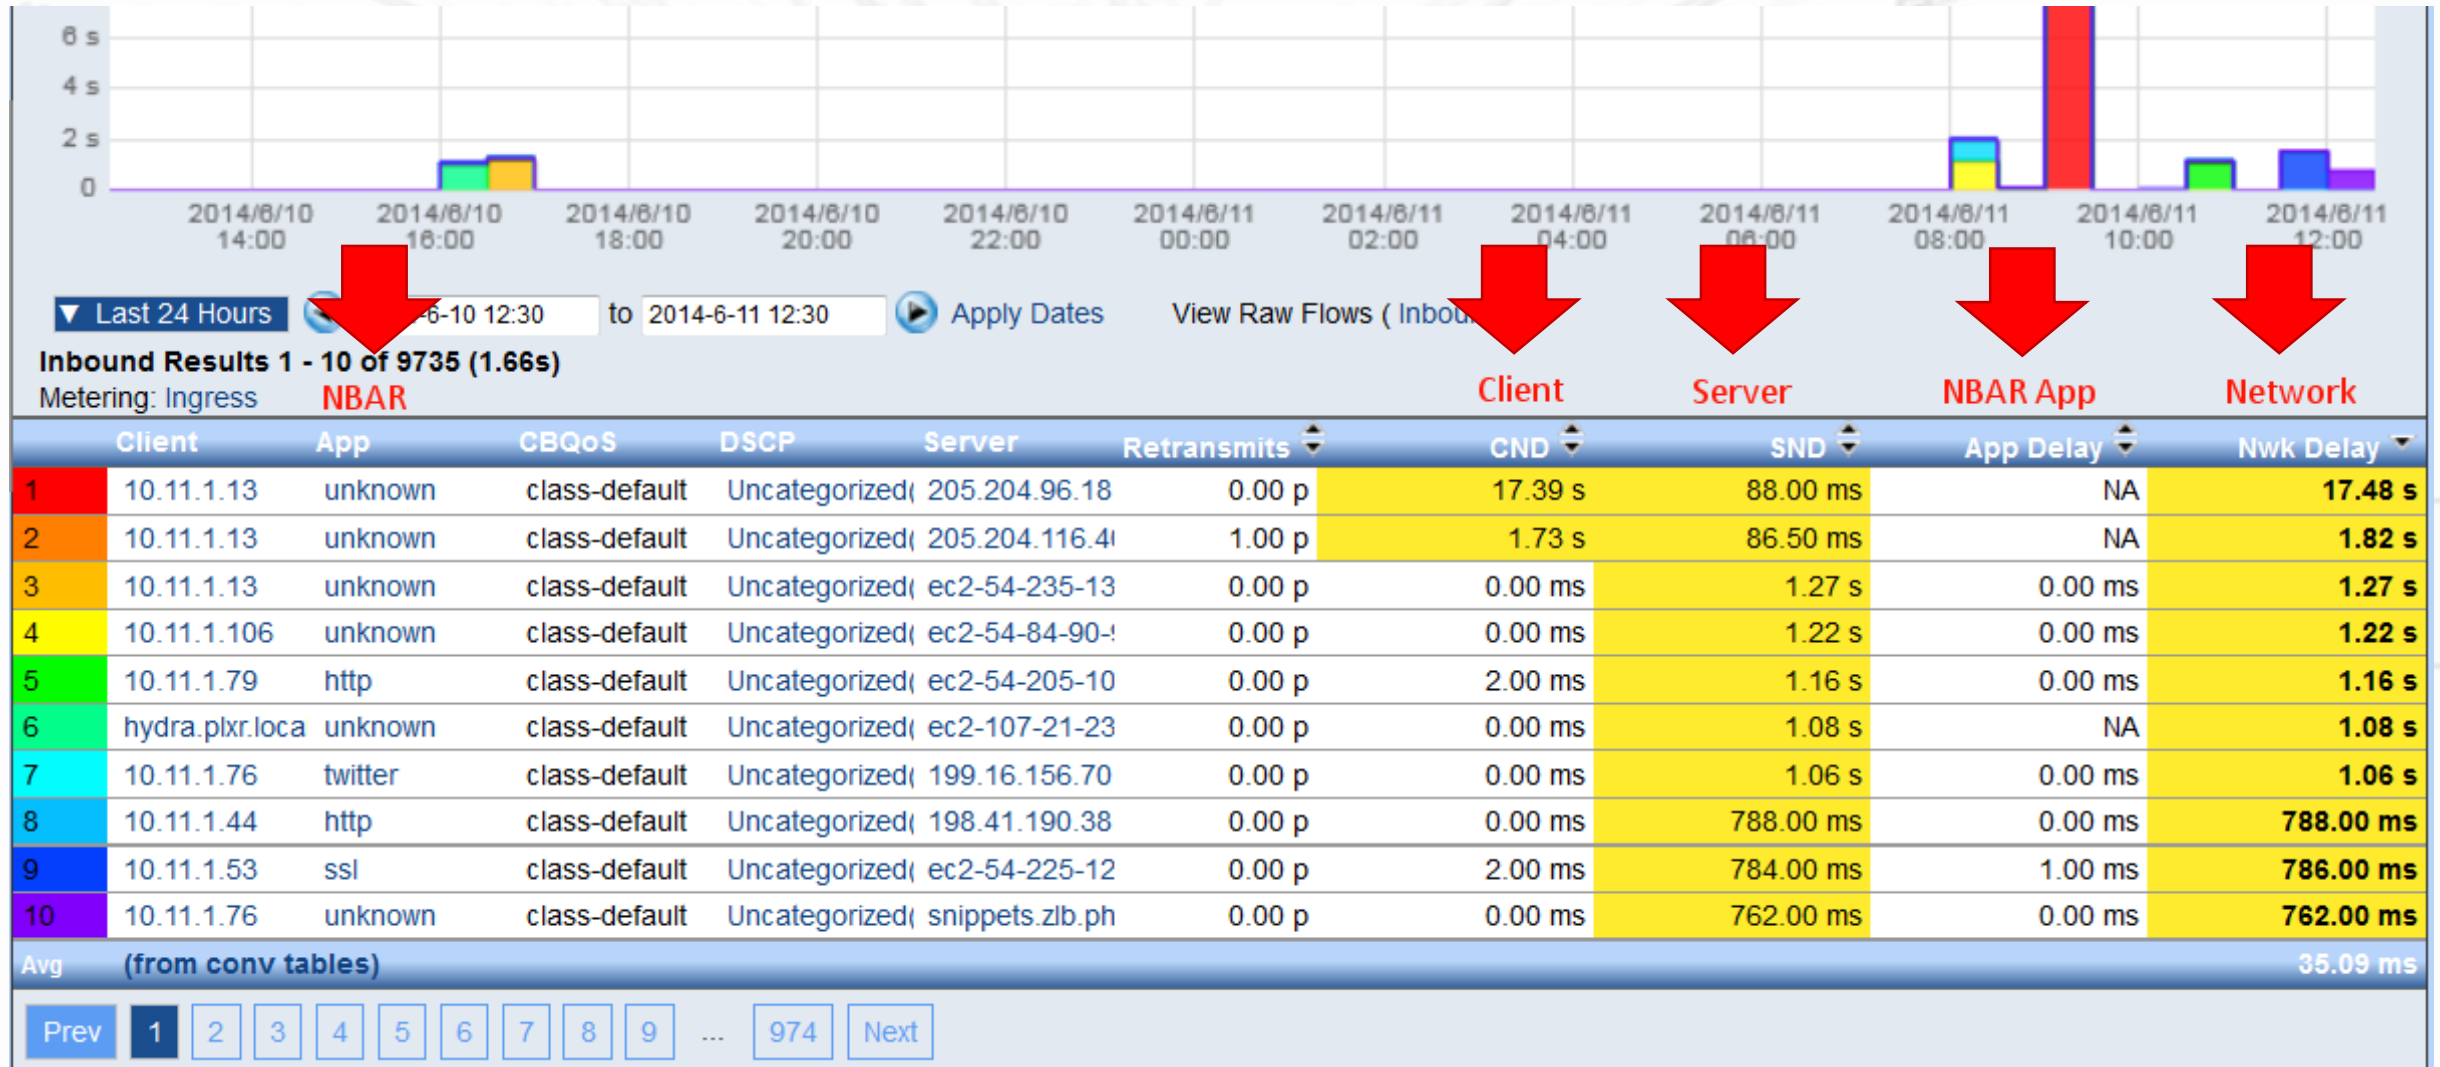 6 s
4 s
2 s
0
2014/6/10 2014/6/10 2014/6/10 2014/6/10 2014/6/10 2014/6/11 2014/6/11 2014/6/11 2014/6/11 2014/6/11 2014/6/11 2014/6/11
14:00 16:00 18:00 20:00 22:00 00:00 02:00 04:00 06:00 08:00 10:00 12:00
▼ Last 24 Hours -6-10 12:30 to 2014-6-11 12:30 Apply Dates View Raw Flows ( Inbou
Inbound Results 1 - 10 of 9735 (1.66s)
Metering: Ingress NBAR Client Server NBAR App Network
Client App CBQoS DSCP Server Retransmits CND SND App Delay Nwk Delay
1 10.11.1.13 unknown class-default Uncategorized( 205.204.96.18 0.00 p 17.39 s 88.00 ms NA 17.48 s
2 10.11.1.13 unknown class-default Uncategorized( 205.204.116.4 1.00 p 1.73 s 86.50 ms NA 1.82 s
3 10.11.1.13 unknown class-default Uncategorized( ec2-54-235-13 0.00 p 0.00 ms 1.27 s 0.00 ms 1.27 s
4 10.11.1.106 unknown class-default Uncategorized( ec2-54-84-90- 0.00 p 0.00 ms 1.22 s 0.00 ms 1.22 s
5 10.11.1.79 http class-default Uncategorized( ec2-54-205-10 0.00 p 2.00 ms 1.16 s 0.00 ms 1.16 s
6 hydra.plxr.loca unknown class-default Uncategorized( ec2-107-21-23 0.00 p 0.00 ms 1.08 s NA 1.08 s
7 10.11.1.76 twitter class-default Uncategorized( 199.16.156.70 0.00 p 0.00 ms 1.06 s 0.00 ms 1.06 s
8 10.11.1.44 http class-default Uncategorized( 198.41.190.38 0.00 p 0.00 ms 788.00 ms 0.00 ms 788.00 ms
9 10.11.1.53 ssl class-default Uncategorized( ec2-54-225-12 0.00 p 2.00 ms 784.00 ms 1.00 ms 786.00 ms
10 10.11.1.76 unknown class-default Uncategorized( snippets.zlb.ph 0.00 p 0.00 ms 762.00 ms 0.00 ms 762.00 ms
Avg (from conv tables) 35.09 ms
Prev 1 2 3 4 5 6 7 8 9 ... 974 Next